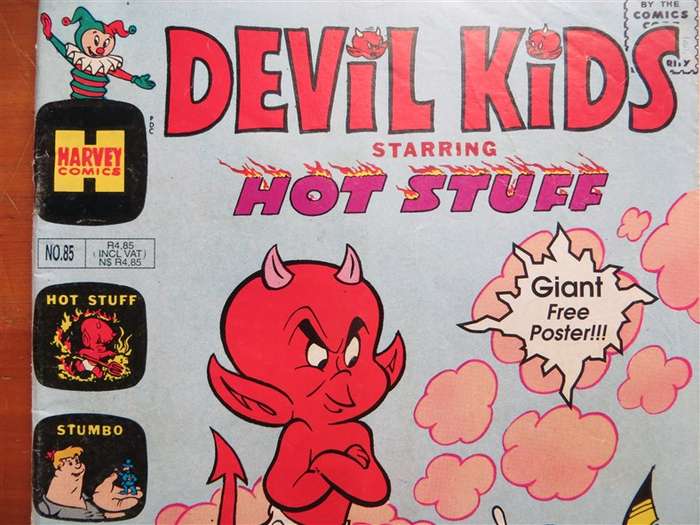 BY THE
COMICS
DEViL KiDS
PDC
STARRING
HOT STUFF
H
HARVEY
COMICS
NO.85
R4,85
(INCL VAT)
N$ R4.85
HOT STUFF
STUMBO
Giant
Free
Poster!!!